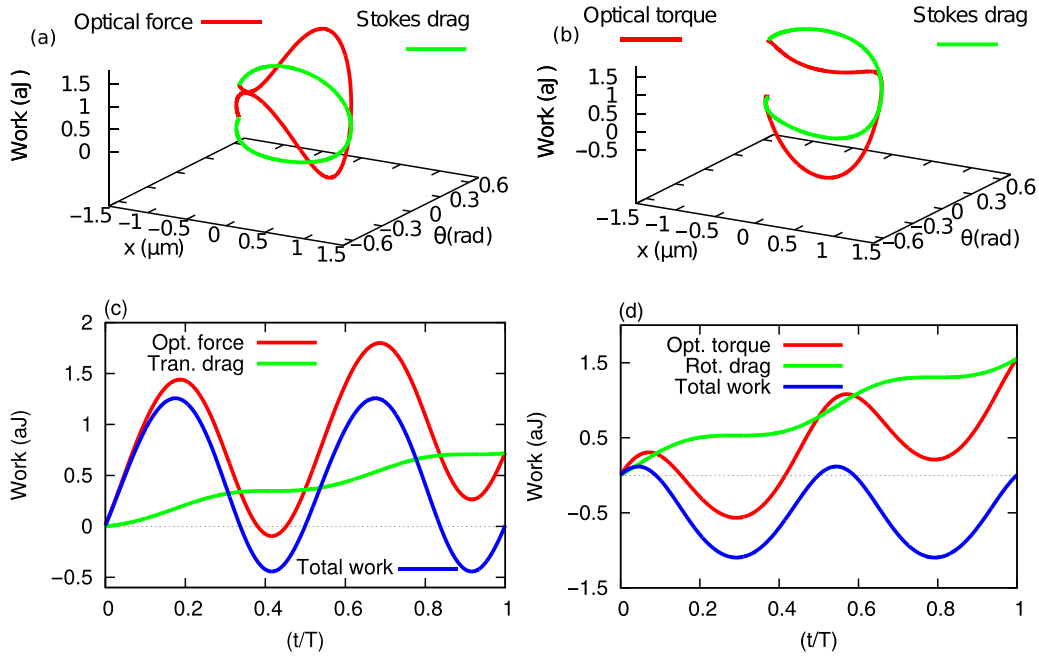 (a)
Optical force
Stokes drag
Work (aJ)
1.5
1
0.5
0
−1.5
−1
−0.5
0
0.5
1
1.5
x (μm)
−0.6
−0.3
0
0.3
0.6
θ(rad)
(b)
Optical torque
Stokes drag
Work (aJ)
1.5
1
0.5
0
−0.5
−1.5
−1
−0.5
0
0.5
1
1.5
x (μm)
−0.6
−0.3
0
0.3
0.6
θ(rad)
(c)
Opt. force
Tran. drag
Total work
Work (aJ)
2
1.5
1
0.5
0
−0.5
0
0.2
0.4
0.6
0.8
1
(t/T)
(d)
Opt. torque
Rot. drag
Total work
Work (aJ)
1.5
0.5
−0.5
−1.5
0
0.2
0.4
0.6
0.8
1
(t/T)